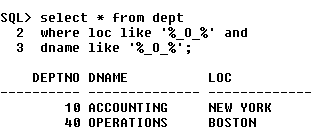 SQL> select * from dept
2 where loc like '%_O_%' and
3 dname like '%_O_%';
DEPTNO DNAME LOC
---------- -------------- -------------
10 ACCOUNTING NEW YORK
40 OPERATIONS BOSTON